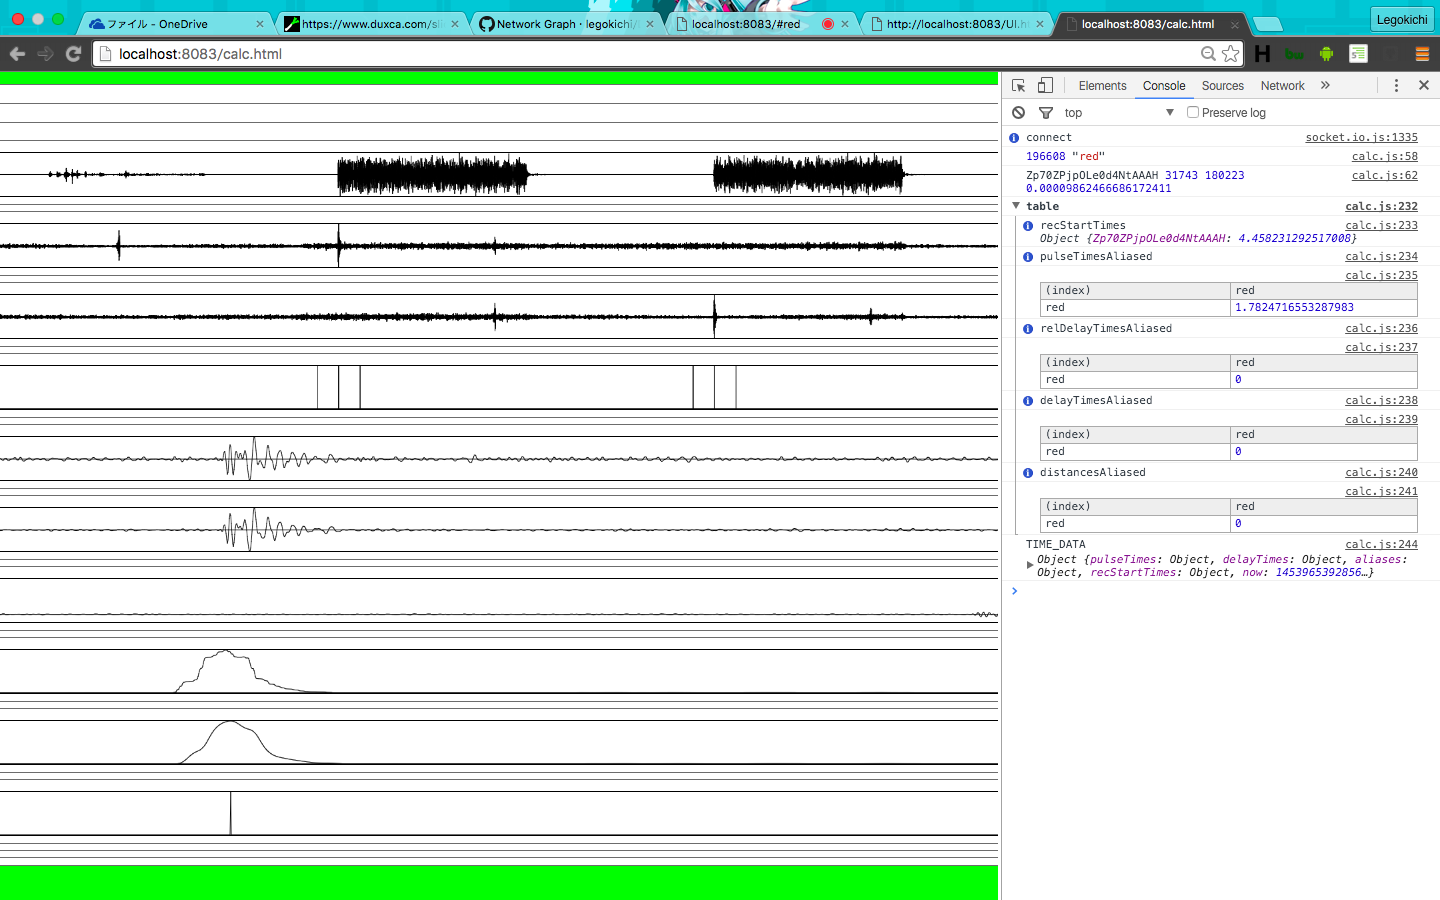 ファイル - OneDrive
https://www.duxca.com/sli
Network Graph · legokichi/
localhost:8083/#red
http://localhost:8083/UI.h
localhost:8083/calc.html
Legokichi
localhost:8083/calc.html
Elements Console Sources Network
top Preserve log
connect socket.io.js:1335
196608 "red" calc.js:58
Zp70ZPjpOLe0d4NtAAAH 31743 180223 calc.js:62
0.00009862466686172411
table calc.js:232
recStartTimes calc.js:233
Object {Zp70ZPjpOLe0d4NtAAAH: 4.458231292517008}
pulseTimesAliased calc.js:234
calc.js:235
(index) red
red 1.7824716553287983
relDelayTimesAliased calc.js:236
calc.js:237
(index) red
red 0
delayTimesAliased calc.js:238
calc.js:239
(index) red
red 0
distancesAliased calc.js:240
calc.js:241
(index) red
red 0
TIME_DATA calc.js:244
Object {pulseTimes: Object, delayTimes: Object, aliases:
Object, recStartTimes: Object, now: 1453965392856…}